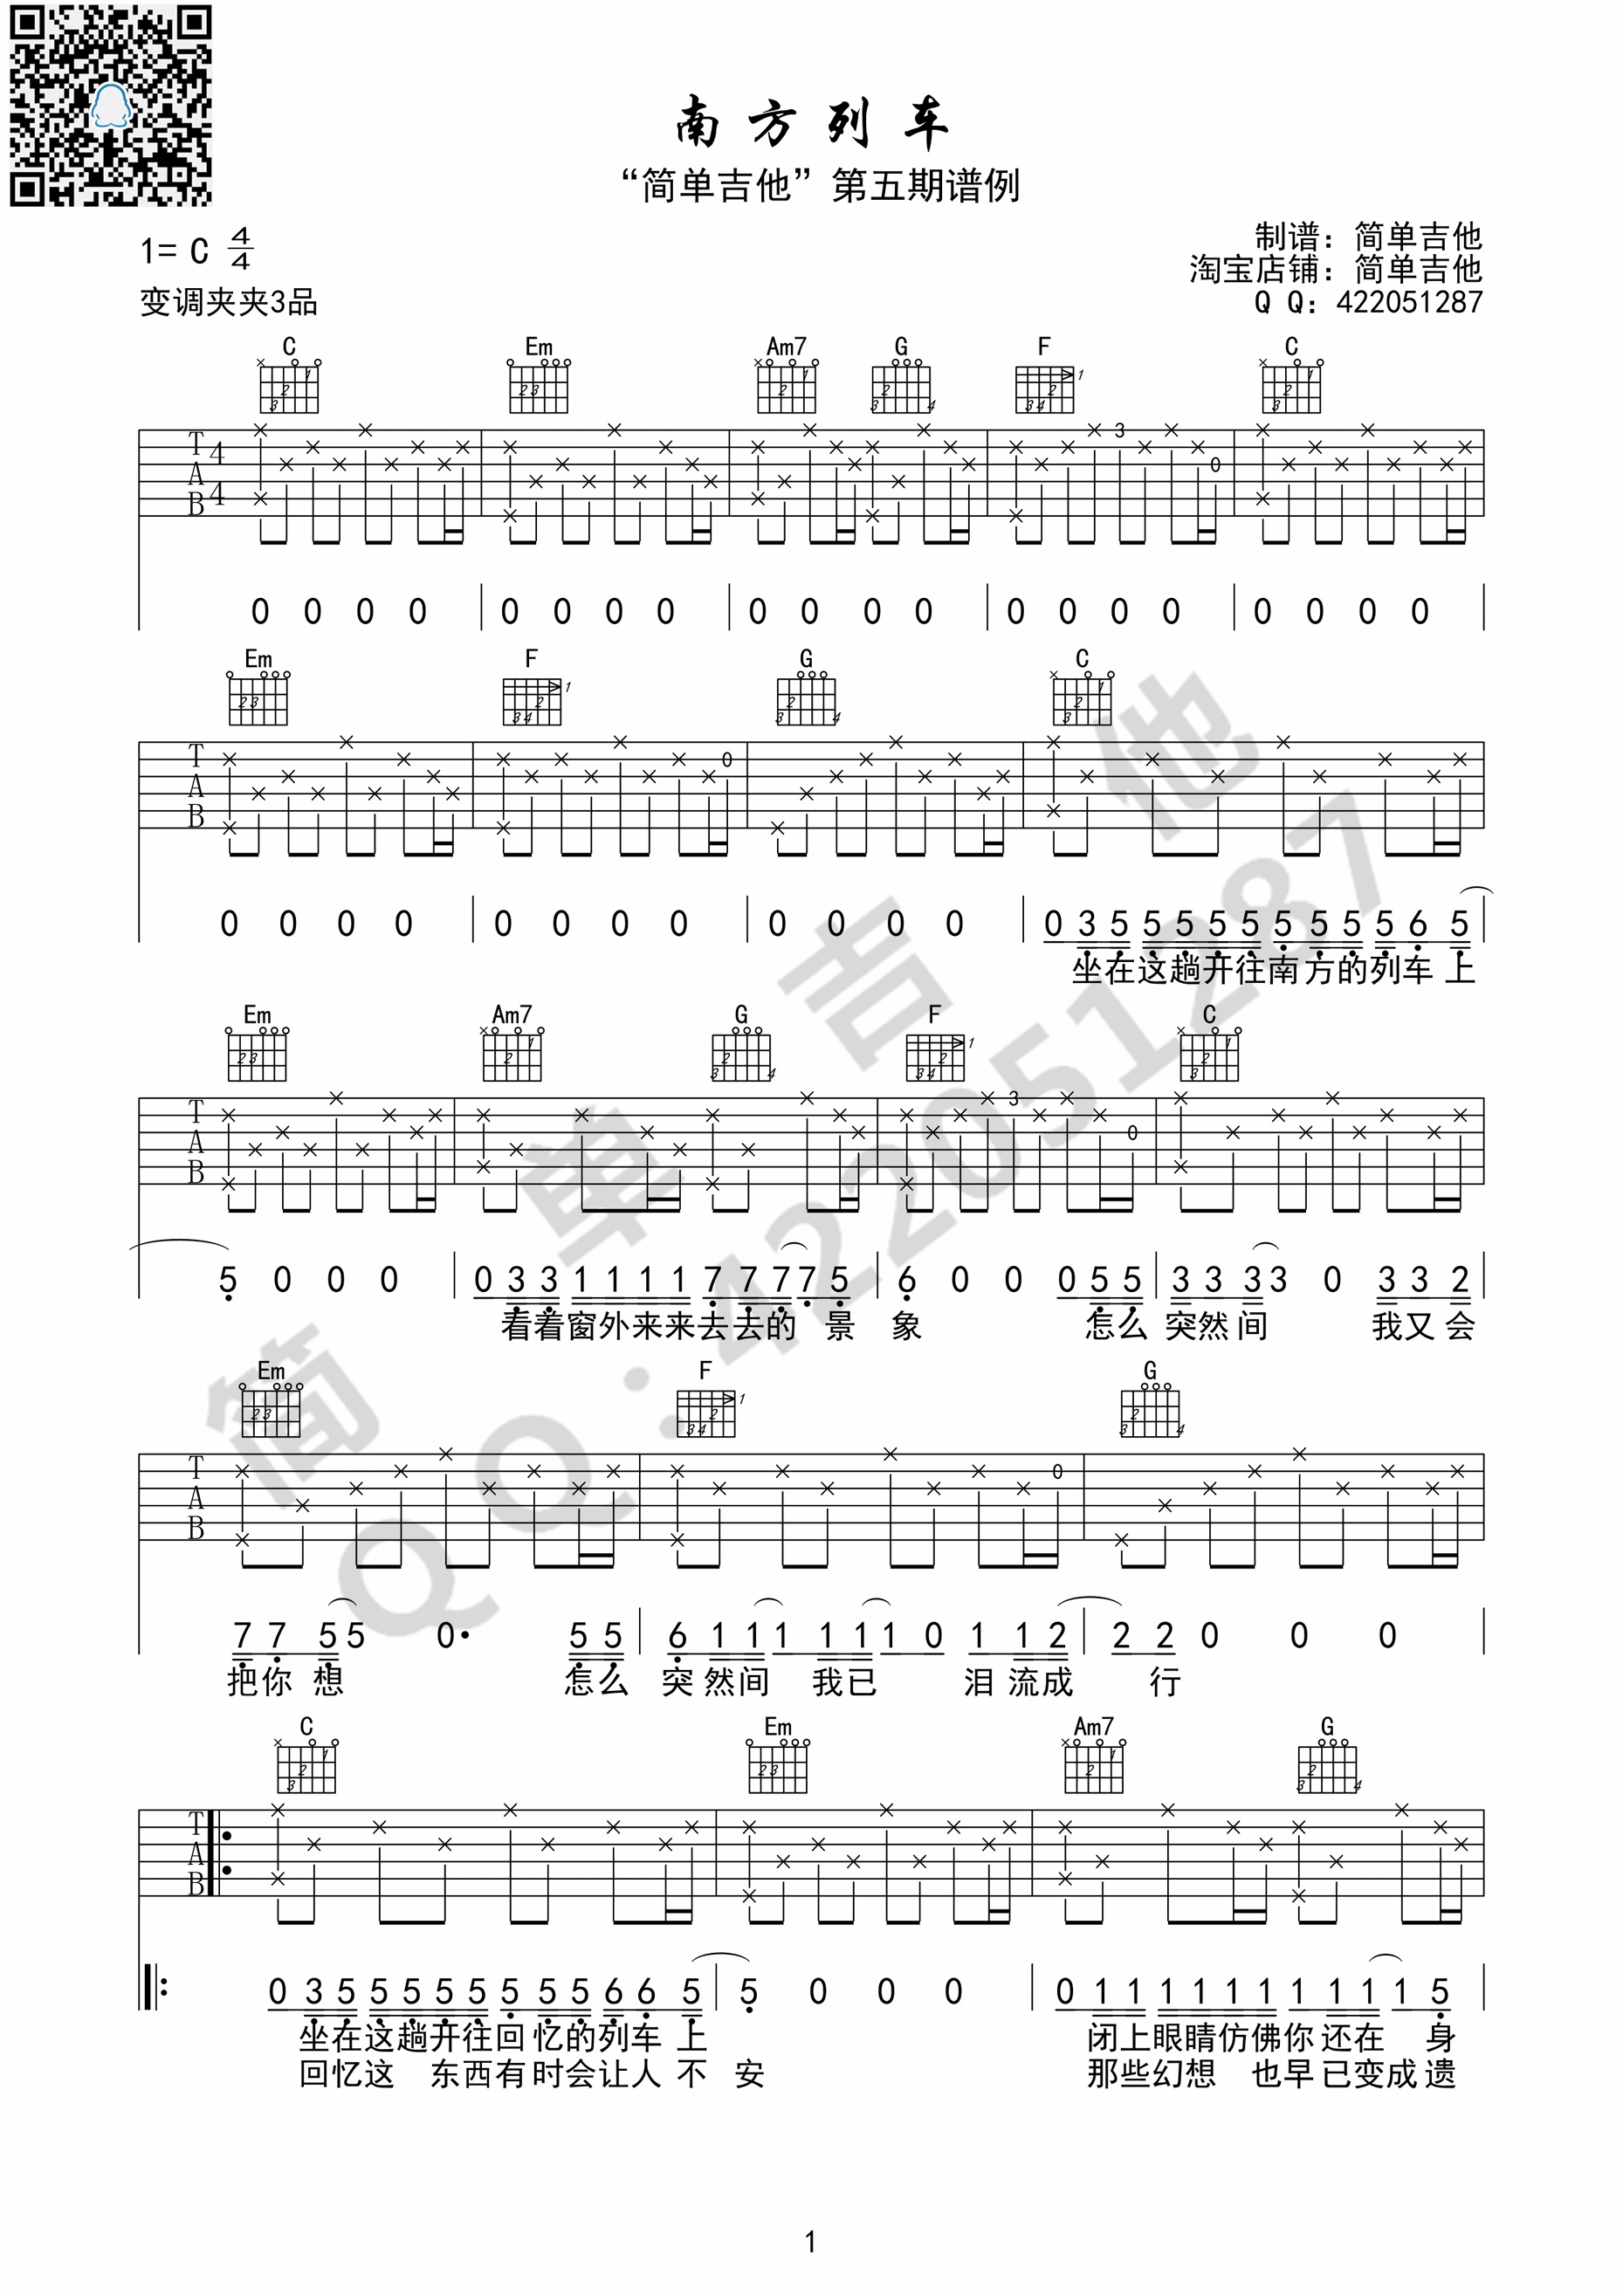 南方列车
“简单吉他”第五期谱例
1= C 4/4
制谱：简单吉他
淘宝店铺：简单吉他
变调夹夹3品
Q Q：422051287
C Em Am7 G F C
T A B 4 4
3 0
0 0 0 0 0 0 0 0 0 0 0 0 0 0 0 0 0 0 0 0
Em F G C
T A B
0
0 0 0 0 0 0 0 0 0 0 0 0 0 3 5 5 5 5 5 5 5 5 5 6 5
坐在这趟开往南方的列车上
Em Am7 G F C
T A B
3 0
5 0 0 0 0 3 3 1 1 1 1 7 7 7 7 5 6 0 0 0 5 5 3 3 3 3 0 3 3 2
看着窗外来来去去的 景 象 怎么 突然间 我又会
Em F G
T A B
0
7 7 5 5 0· 5 5 6 1 1 1 1 1 1 0 1 1 2 2 2 0 0 0
把你想 怎么 突然间 我已 泪流成 行
C Em Am7 G
T A B
0 3 5 5 5 5 5 5 5 5 6 6 5 5 0 0 0 0 1 1 1 1 1 1 1 1 1 1 5
坐在这趟开往回忆的列车上 闭上眼睛仿佛你还在 身
回忆这 东西有时会让人 不 安 那些幻想 也早已变成遗
简单吉他
QQ：422051287
1